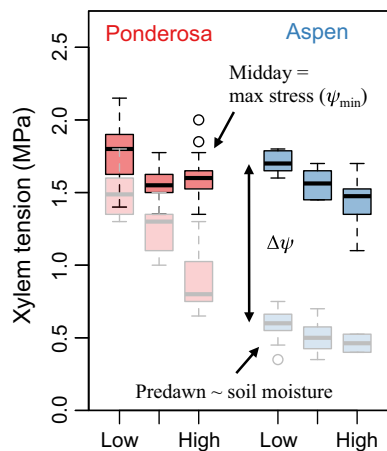 Ponderosa Aspen
Midday =
max stress (ψmin)
Xylem tension (MPa)
2.5
2.0
1.5
1.0
0.5
0.0
Δψ
Predawn ~ soil moisture
Low High Low High